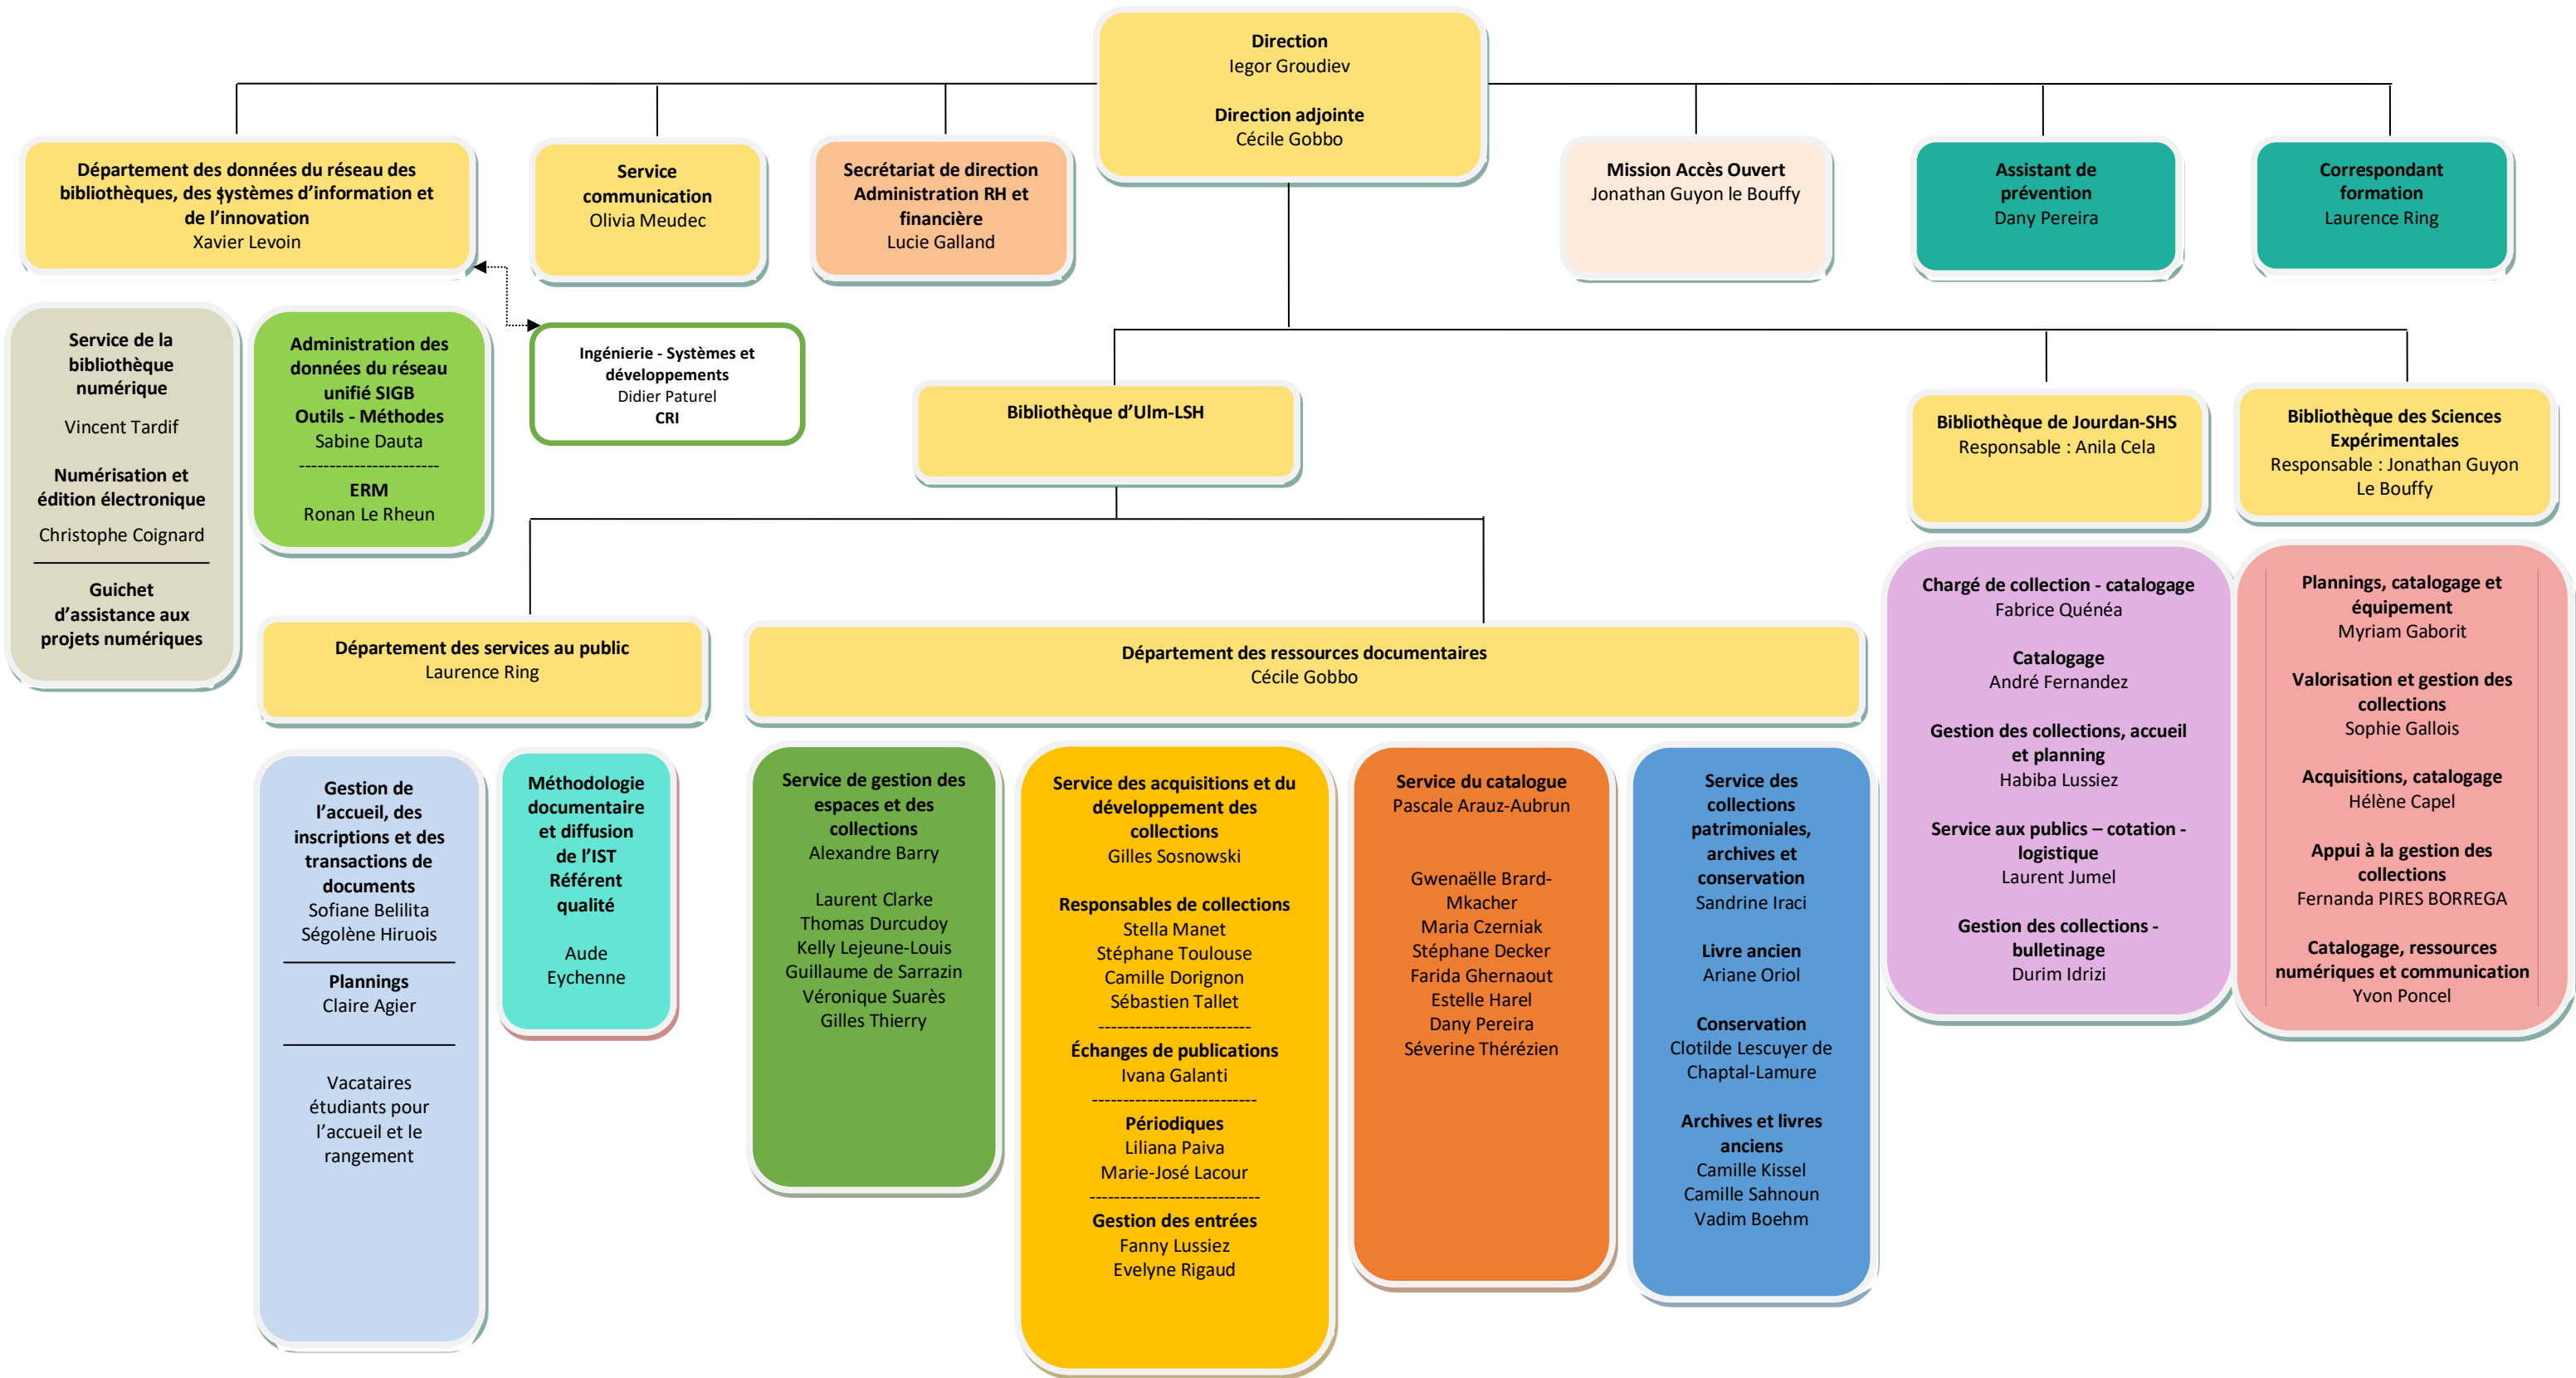 Direction
Iegor Groudiev
Direction adjointe
Cécile Gobbo
Département des données du réseau des
bibliothèques, des systèmes d'information et
de l'innovation
Xavier Levoin
Service
communication
Olivia Meudec
Secrétariat de direction
Administration RH et
financière
Lucie Galland
Mission Accès Ouvert
Jonathan Guyon le Bouffy
Assistant de
prévention
Dany Pereira
Correspondant
formation
Laurence Ring
Service de la
bibliothèque
numérique
Vincent Tardif
Numérisation et
édition électronique
Christophe Coignard
Guichet
d'assistance aux
projets numériques
Administration des
données du réseau
unifié SIGB
Outils - Méthodes
Sabine Dauta
-----------------------
ERM
Ronan Le Rheun
Ingénierie - Systèmes et
développements
Didier Paturel
CRI
Bibliothèque d'Ulm-LSH
Bibliothèque de Jourdan-SHS
Responsable : Anila Cela
Bibliothèque des Sciences
Expérimentales
Responsable : Jonathan Guyon
Le Bouffy
Département des services au public
Laurence Ring
Département des ressources documentaires
Cécile Gobbo
Gestion de
l'accueil, des
inscriptions et des
transactions de
documents
Sofiane Belilita
Ségolène Hiruois
Plannings
Claire Agier
Vacataires
étudiants pour
l'accueil et le
rangement
Méthodologie
documentaire
et diffusion
de l'IST
Référent
qualité
Aude
Eychenne
Service de gestion des
espaces et des
collections
Alexandre Barry
Laurent Clarke
Thomas Durcudoy
Kelly Lejeune-Louis
Guillaume de Sarrazin
Véronique Suarès
Gilles Thierry
Service des acquisitions et du
développement des
collections
Gilles Sosnowski
Responsables de collections
Stella Manet
Stéphane Toulouse
Camille Dorignon
Sébastien Tallet
-------------------------
Échanges de publications
Ivana Galanti
---------------------------
Périodiques
Liliana Paiva
Marie-José Lacour
----------------------------
Gestion des entrées
Fanny Lussiez
Evelyne Rigaud
Service du catalogue
Pascale Arauz-Aubrun
Gwenaëlle Brard-
Mkacher
Maria Czerniak
Stéphane Decker
Farida Ghernaout
Estelle Harel
Dany Pereira
Séverine Thérézien
Service des
collections
patrimoniales,
archives et
conservation
Sandrine Iraci
Livre ancien
Ariane Oriol
Conservation
Clotilde Lescuyer de
Chaptal-Lamure
Archives et livres
anciens
Camille Kissel
Camille Sahnoun
Vadim Boehm
Chargé de collection - catalogage
Fabrice Quénéa
Catalogage
André Fernandez
Gestion des collections, accueil
et planning
Habiba Lussiez
Service aux publics – cotation -
logistique
Laurent Jumel
Gestion des collections -
bulletinage
Durim Idrizi
Plannings, catalogage et
équipement
Myriam Gaborit
Valorisation et gestion des
collections
Sophie Gallois
Acquisitions, catalogage
Hélène Capel
Appui à la gestion des
collections
Fernanda PIRES BORREGA
Catalogage, ressources
numériques et communication
Yvon Poncel